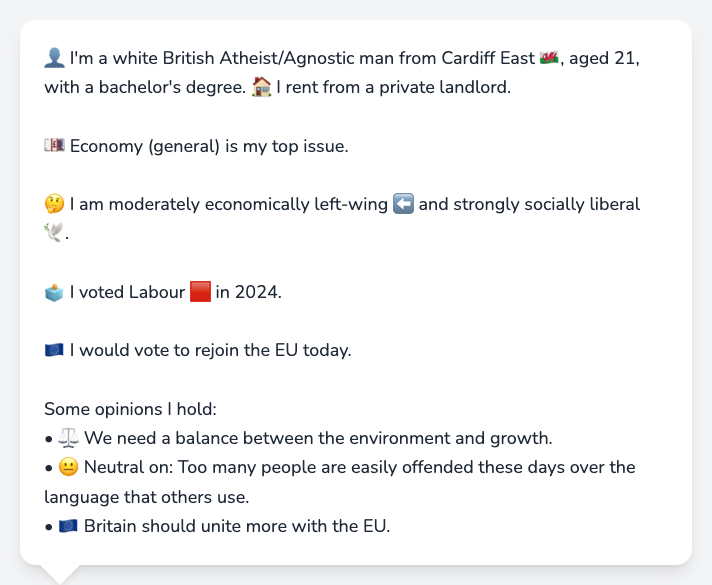 👤 I'm a white British Atheist/Agnostic man from Cardiff East 🏴󠁧󠁢󠁷󠁬󠁳󠁿, aged 21,
with a bachelor's degree. 🏠 I rent from a private landlord.
💷 Economy (general) is my top issue.
🤔 I am moderately economically left-wing ⬅️ and strongly socially liberal
🕊️.
🗳️ I voted Labour 🟥 in 2024.
🇪🇺 I would vote to rejoin the EU today.
Some opinions I hold:
• ⚖️ We need a balance between the environment and growth.
• 😐 Neutral on: Too many people are easily offended these days over the
language that others use.
• 🇪🇺 Britain should unite more with the EU.